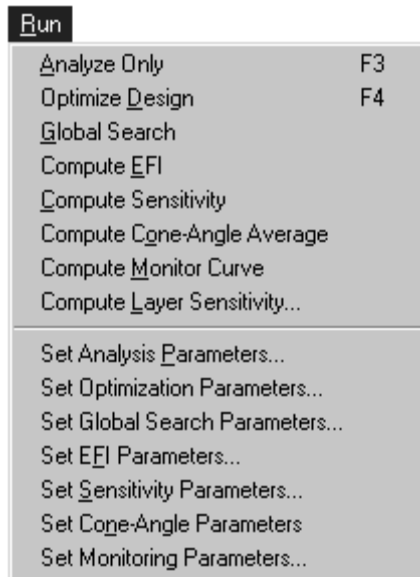 Run
Analyze Only F3
Optimize Design F4
Global Search
Compute EFI
Compute Sensitivity
Compute Cone-Angle Average
Compute Monitor Curve
Compute Layer Sensitivity...
Set Analysis Parameters...
Set Optimization Parameters...
Set Global Search Parameters...
Set EFI Parameters...
Set Sensitivity Parameters...
Set Cone-Angle Parameters
Set Monitoring Parameters...